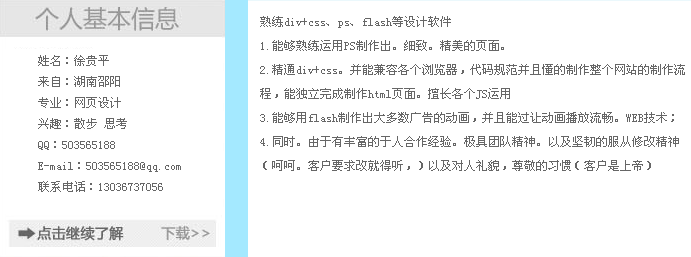 个人基本信息
姓名：徐贵平
来自：湖南邵阳
专业：网页设计
兴趣：散步 思考
QQ：503565188
E-mail：503565188@qq.com
联系电话：13036737056
➡点击继续了解 下载>>
熟练div+css、ps、flash等设计软件
1.能够熟练运用PS制作出。细致。精美的页面。
2.精通div+css。并能兼容各个浏览器，代码规范并且懂的制作整个网站的制作流
程，能独立完成制作html页面。擅长各个JS运用
3.能够用flash制作出大多数广告的动画，并且能过让动画播放流畅。WEB技术；
4.同时。由于有丰富的于人合作经验。极具团队精神。以及坚韧的服从修改精神
（呵呵。客户要求改就得听，）以及对人礼貌，尊敬的习惯（客户是上帝）